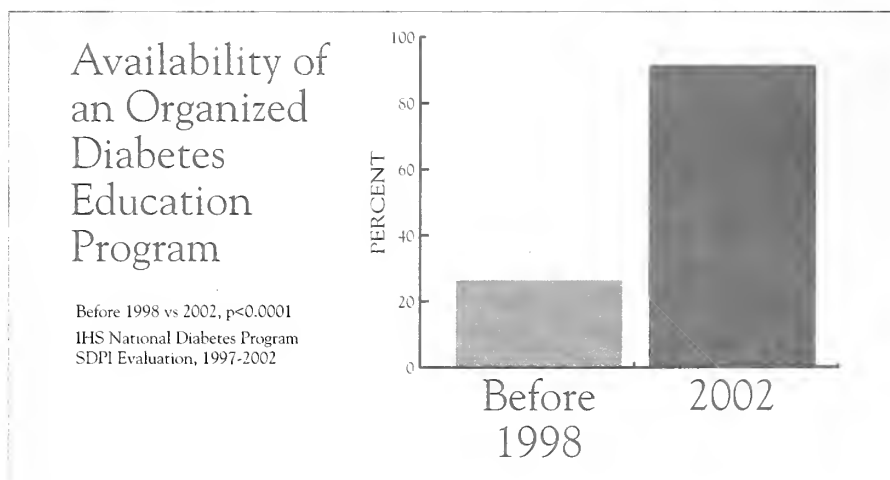 Availability of
an Organized
Diabetes
Education
Program
Before 1998 vs 2002, p<0.0001
IHS National Diabetes Program
SDPI Evaluation, 1997-2002
PERCENT
100
80
60
40
20
0
Before
1998
2002